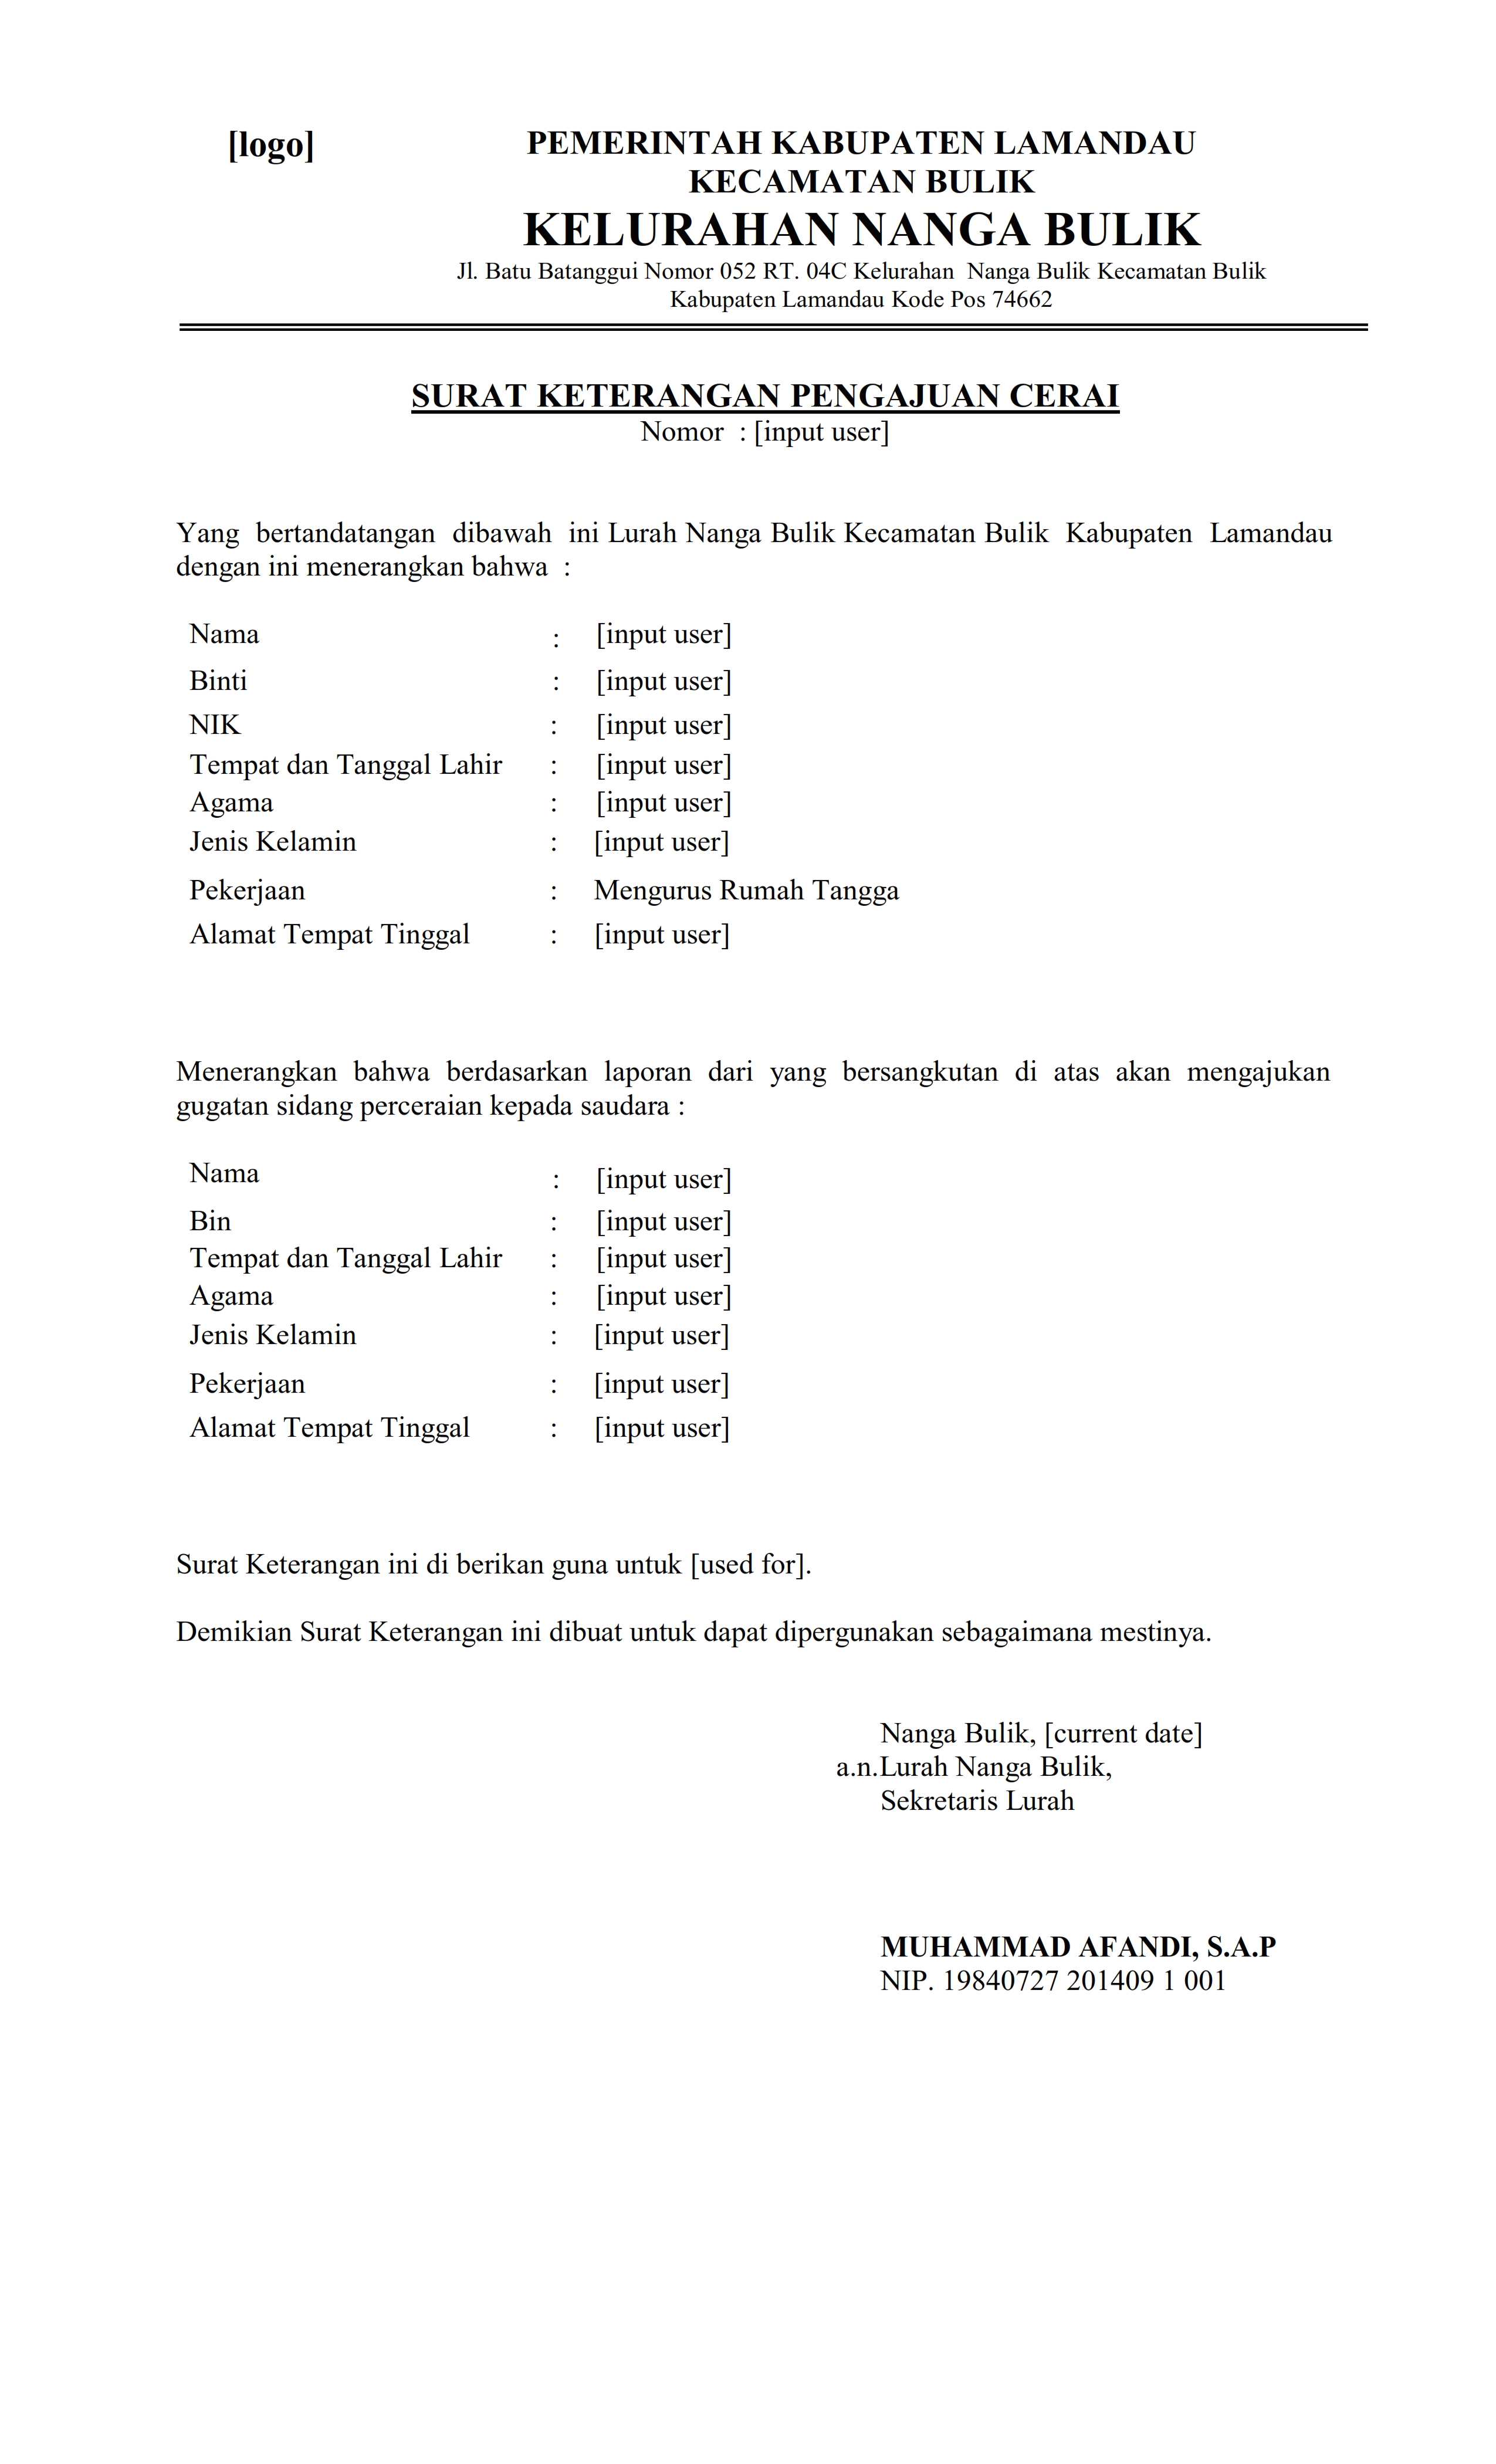 [logo]
PEMERINTAH KABUPATEN LAMANDAU
KECAMATAN BULIK
KELURAHAN NANGA BULIK
Jl. Batu Batanggui Nomor 052 RT. 04C Kelurahan  Nanga Bulik Kecamatan Bulik
Kabupaten Lamandau Kode Pos 74662
SURAT KETERANGAN PENGAJUAN CERAI
Nomor  : [input user]
Yang  bertandatangan  dibawah  ini Lurah Nanga Bulik Kecamatan Bulik  Kabupaten  Lamandau
dengan ini menerangkan bahwa  :
Nama : [input user]
Binti : [input user]
NIK : [input user]
Tempat dan Tanggal Lahir : [input user]
Agama : [input user]
Jenis Kelamin : [input user]
Pekerjaan : Mengurus Rumah Tangga
Alamat Tempat Tinggal : [input user]
Menerangkan bahwa berdasarkan laporan dari yang bersangkutan di atas akan mengajukan
gugatan sidang perceraian kepada saudara :
Nama : [input user]
Bin : [input user]
Tempat dan Tanggal Lahir : [input user]
Agama : [input user]
Jenis Kelamin : [input user]
Pekerjaan : [input user]
Alamat Tempat Tinggal : [input user]
Surat Keterangan ini di berikan guna untuk [used for].
Demikian Surat Keterangan ini dibuat untuk dapat dipergunakan sebagaimana mestinya.
Nanga Bulik, [current date]
a.n.Lurah Nanga Bulik,
Sekretaris Lurah
MUHAMMAD AFANDI, S.A.P
NIP. 19840727 201409 1 001